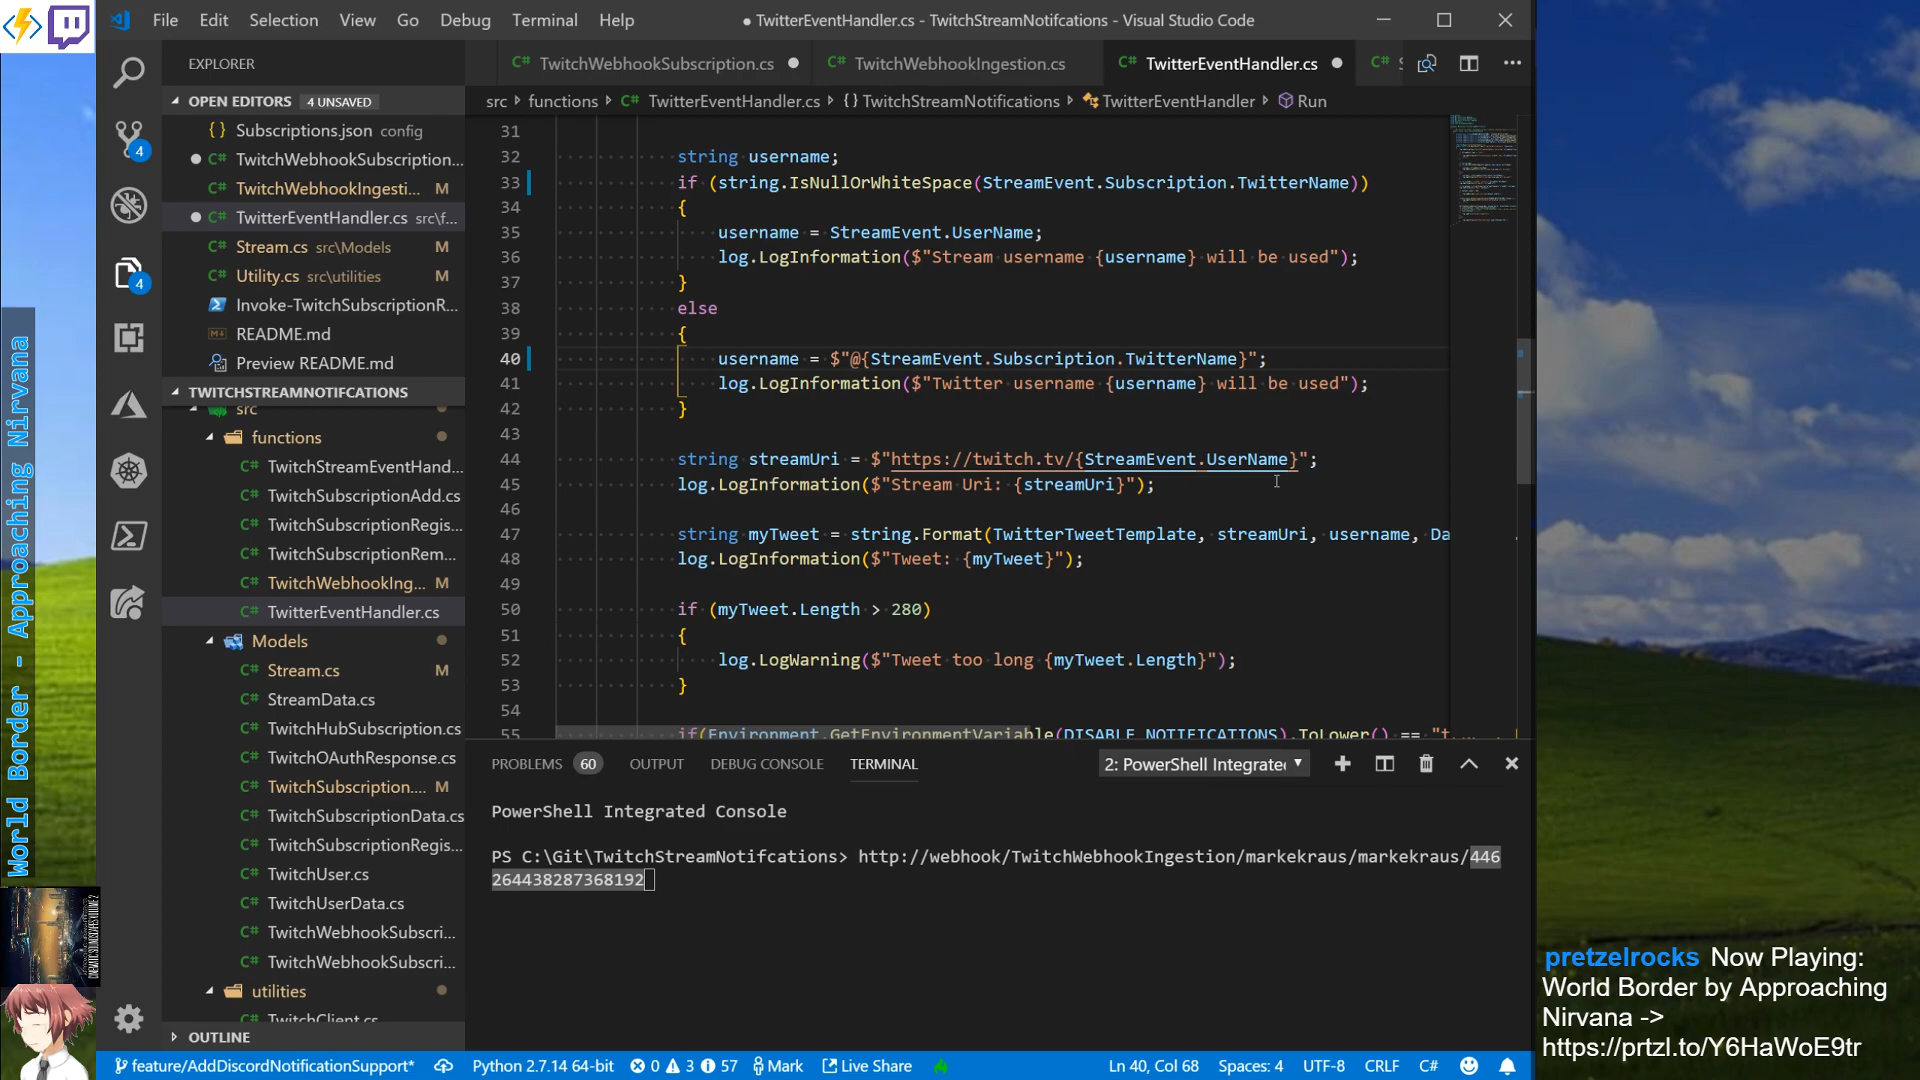 File Edit Selection View Go Debug Terminal Help
● TwitterEventHandler.cs - TwitchStreamNotifcations - Visual Studio Code
EXPLORER
OPEN EDITORS 4 UNSAVED
{} Subscriptions.json config
C# TwitchWebhookSubscription...
C# TwitchWebhookIngesti... M
C# TwitterEventHandler.cs src\f...
C# Stream.cs src\Models M
C# Utility.cs src\utilities M
Invoke-TwitchSubscriptionR...
README.md
Preview README.md
TWITCHSTREAMNOTIFCATIONS
src
functions
C# TwitchStreamEventHand...
C# TwitchSubscriptionAdd.cs
C# TwitchSubscriptionRegis...
C# TwitchSubscriptionRem...
C# TwitchWebhookIng... M
C# TwitterEventHandler.cs
Models
C# Stream.cs M
C# StreamData.cs
C# TwitchHubSubscription.cs
C# TwitchOAuthResponse.cs
C# TwitchSubscription.... M
C# TwitchSubscriptionData.cs
C# TwitchSubscriptionRegis...
C# TwitchUser.cs
C# TwitchUserData.cs
C# TwitchWebhookSubscri...
C# TwitchWebhookSubscri...
utilities
C# TwitchClient.cs
OUTLINE
4
4
C# TwitchWebhookSubscription.cs ● C# TwitchWebhookIngestion.cs C# TwitterEventHandler.cs ● C# S
src › functions › C# TwitterEventHandler.cs › {} TwitchStreamNotifications › TwitterEventHandler › Run
31
32 string username;
33 if (string.IsNullOrWhiteSpace(StreamEvent.Subscription.TwitterName))
34 {
35 username = StreamEvent.UserName;
36 log.LogInformation($"Stream username {username} will be used");
37 }
38 else
39 {
40 username = $"@{StreamEvent.Subscription.TwitterName}";
41 log.LogInformation($"Twitter username {username} will be used");
42 }
43
44 string streamUri = $"https://twitch.tv/{StreamEvent.UserName}";
45 log.LogInformation($"Stream Uri: {streamUri}");
46
47 string myTweet = string.Format(TwitterTweetTemplate, streamUri, username, Da
48 log.LogInformation($"Tweet: {myTweet}");
49
50 if (myTweet.Length > 280)
51 {
52 log.LogWarning($"Tweet too long {myTweet.Length}");
53 }
54
55 if(Environment.GetEnvironmentVariable(DISABLE_NOTIFICATIONS).ToLower() == "t
PROBLEMS 60 OUTPUT DEBUG CONSOLE TERMINAL 2: PowerShell Integrate
PowerShell Integrated Console
PS C:\Git\TwitchStreamNotifcations> http://webhook/TwitchWebhookIngestion/markekraus/markekraus/446
264438287368192
feature/AddDiscordNotificationSupport* Python 2.7.14 64-bit 0 3 57 Mark Live Share Ln 40, Col 68 Spaces: 4 UTF-8 CRLF C#
World Border - Approaching Nirvana
pretzelrocks Now Playing:
World Border by Approaching
Nirvana ->
https://prtzl.to/Y6HaWoE9tr